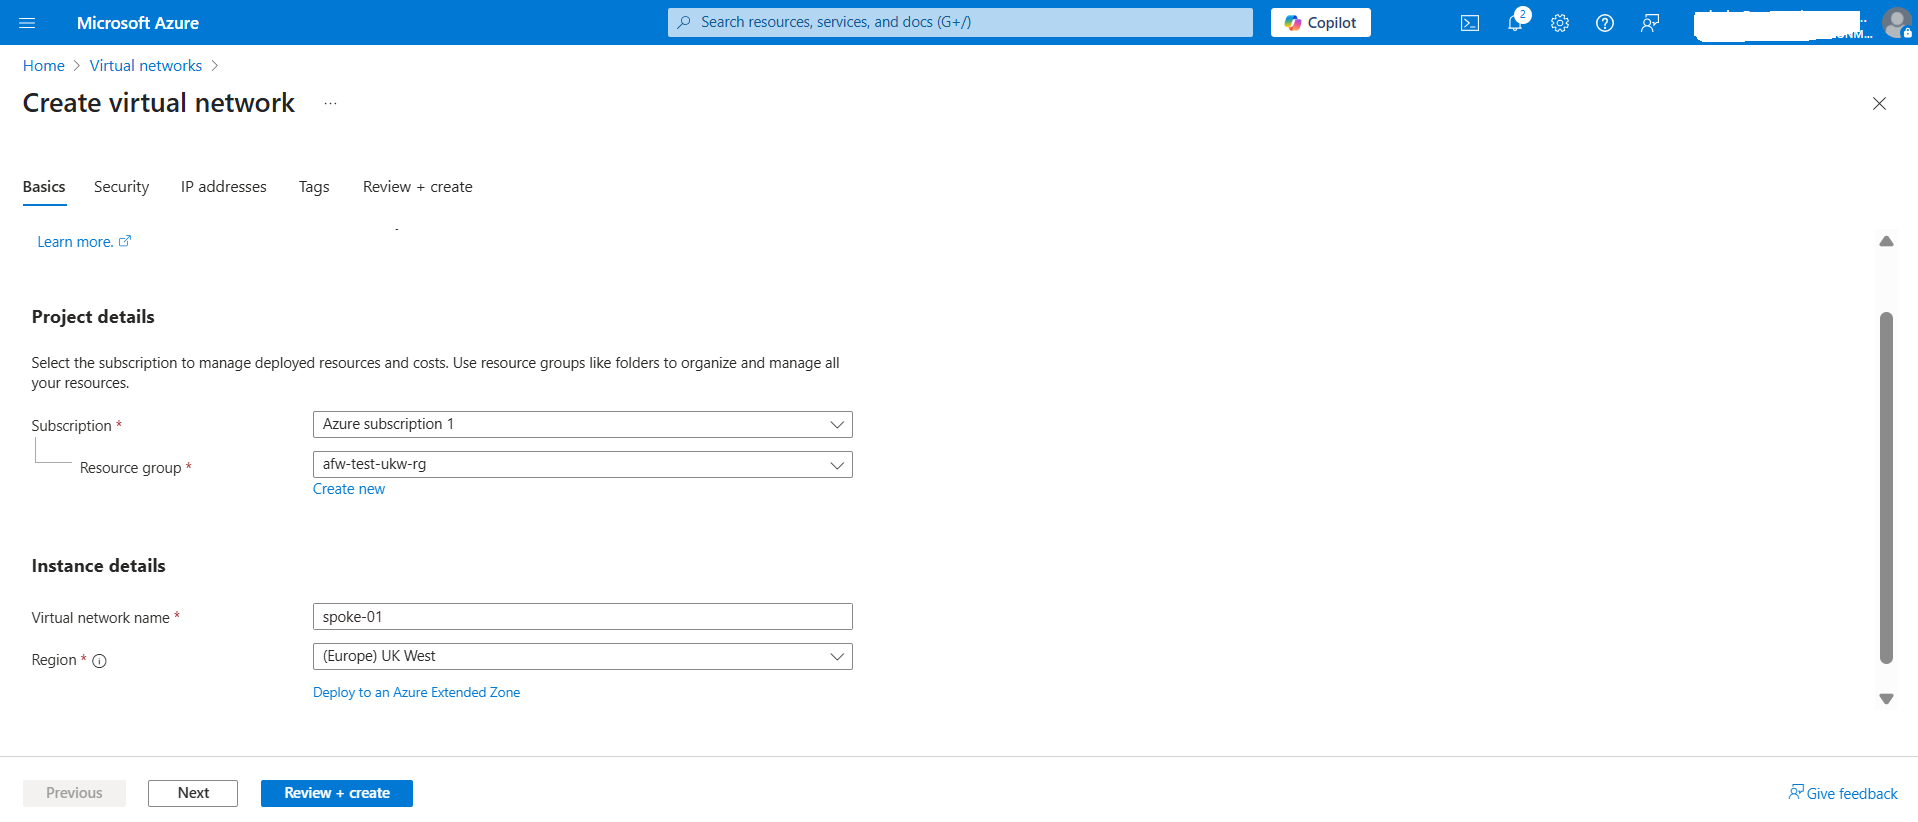 Microsoft Azure
Search resources, services, and docs (G+/)
Copilot
2
Home > Virtual networks >
Create virtual network ...
Basics Security IP addresses Tags Review + create
Learn more.
Project details
Select the subscription to manage deployed resources and costs. Use resource groups like folders to organize and manage all
your resources.
Subscription * Azure subscription 1
Resource group * afw-test-ukw-rg
Create new
Instance details
Virtual network name * spoke-01
Region * (Europe) UK West
Deploy to an Azure Extended Zone
Previous Next Review + create Give feedback